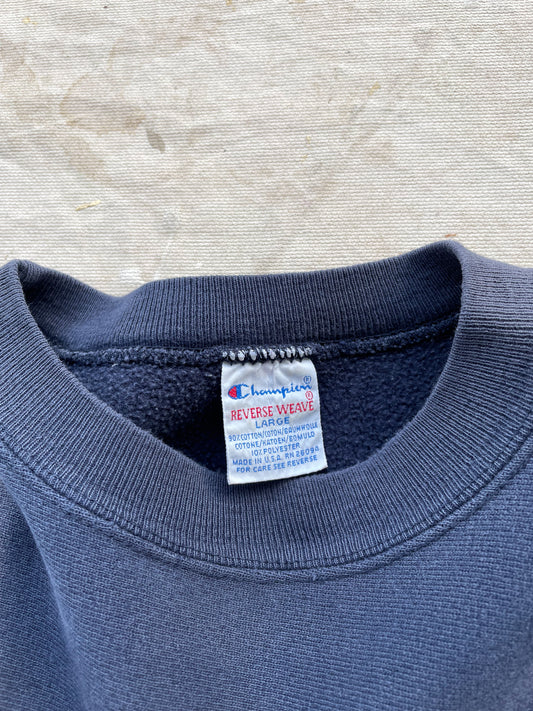 Champion®
REVERSE WEAVE®
LARGE
90% COTTON/COTON/BAUMWOLLE
COTONE/KATOEN/BOMULD
10% POLYESTER
MADE IN U.S.A. RN 26094
FOR CARE SEE REVERSE